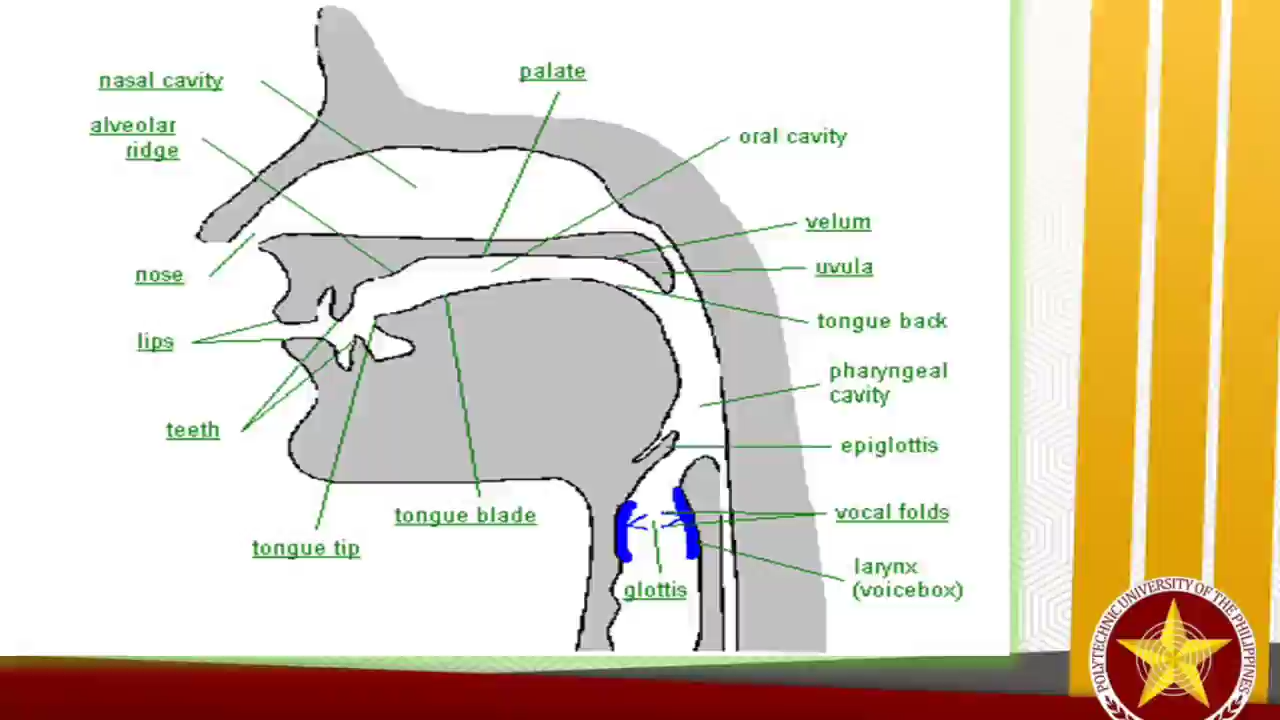 nasal cavity
palate
alveolar
ridge
oral cavity
velum
uvula
nose
tongue back
lips
pharyngeal
cavity
teeth
epiglottis
tongue blade
vocal folds
tongue tip
larynx
(voicebox)
glottis
POLYTECHNIC UNIVERSITY OF THE PHILIPPINES